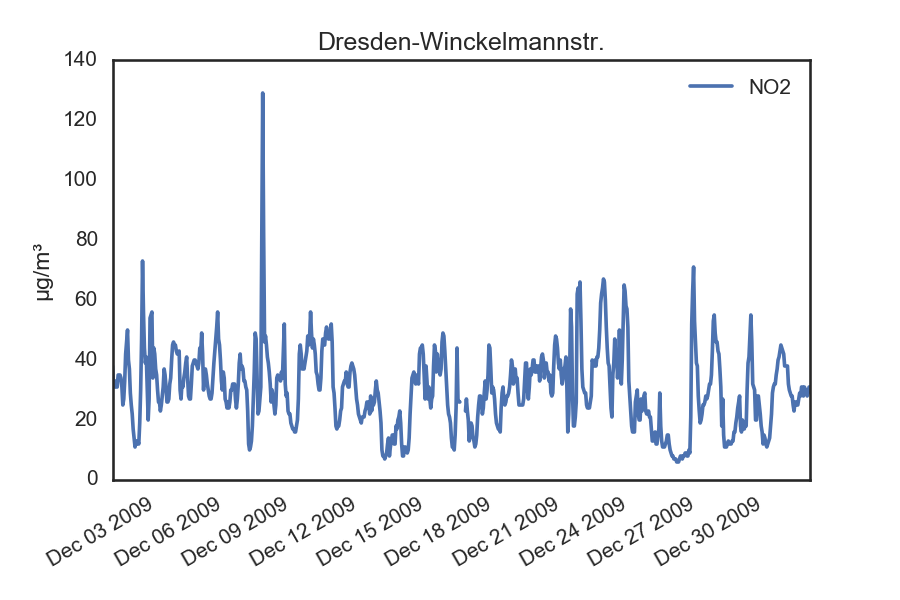 Dresden-Winckelmannstr.
140
120
100
80
60
40
20
0
µg/m³
NO2
Dec 03 2009
Dec 06 2009
Dec 09 2009
Dec 12 2009
Dec 15 2009
Dec 18 2009
Dec 21 2009
Dec 24 2009
Dec 27 2009
Dec 30 2009